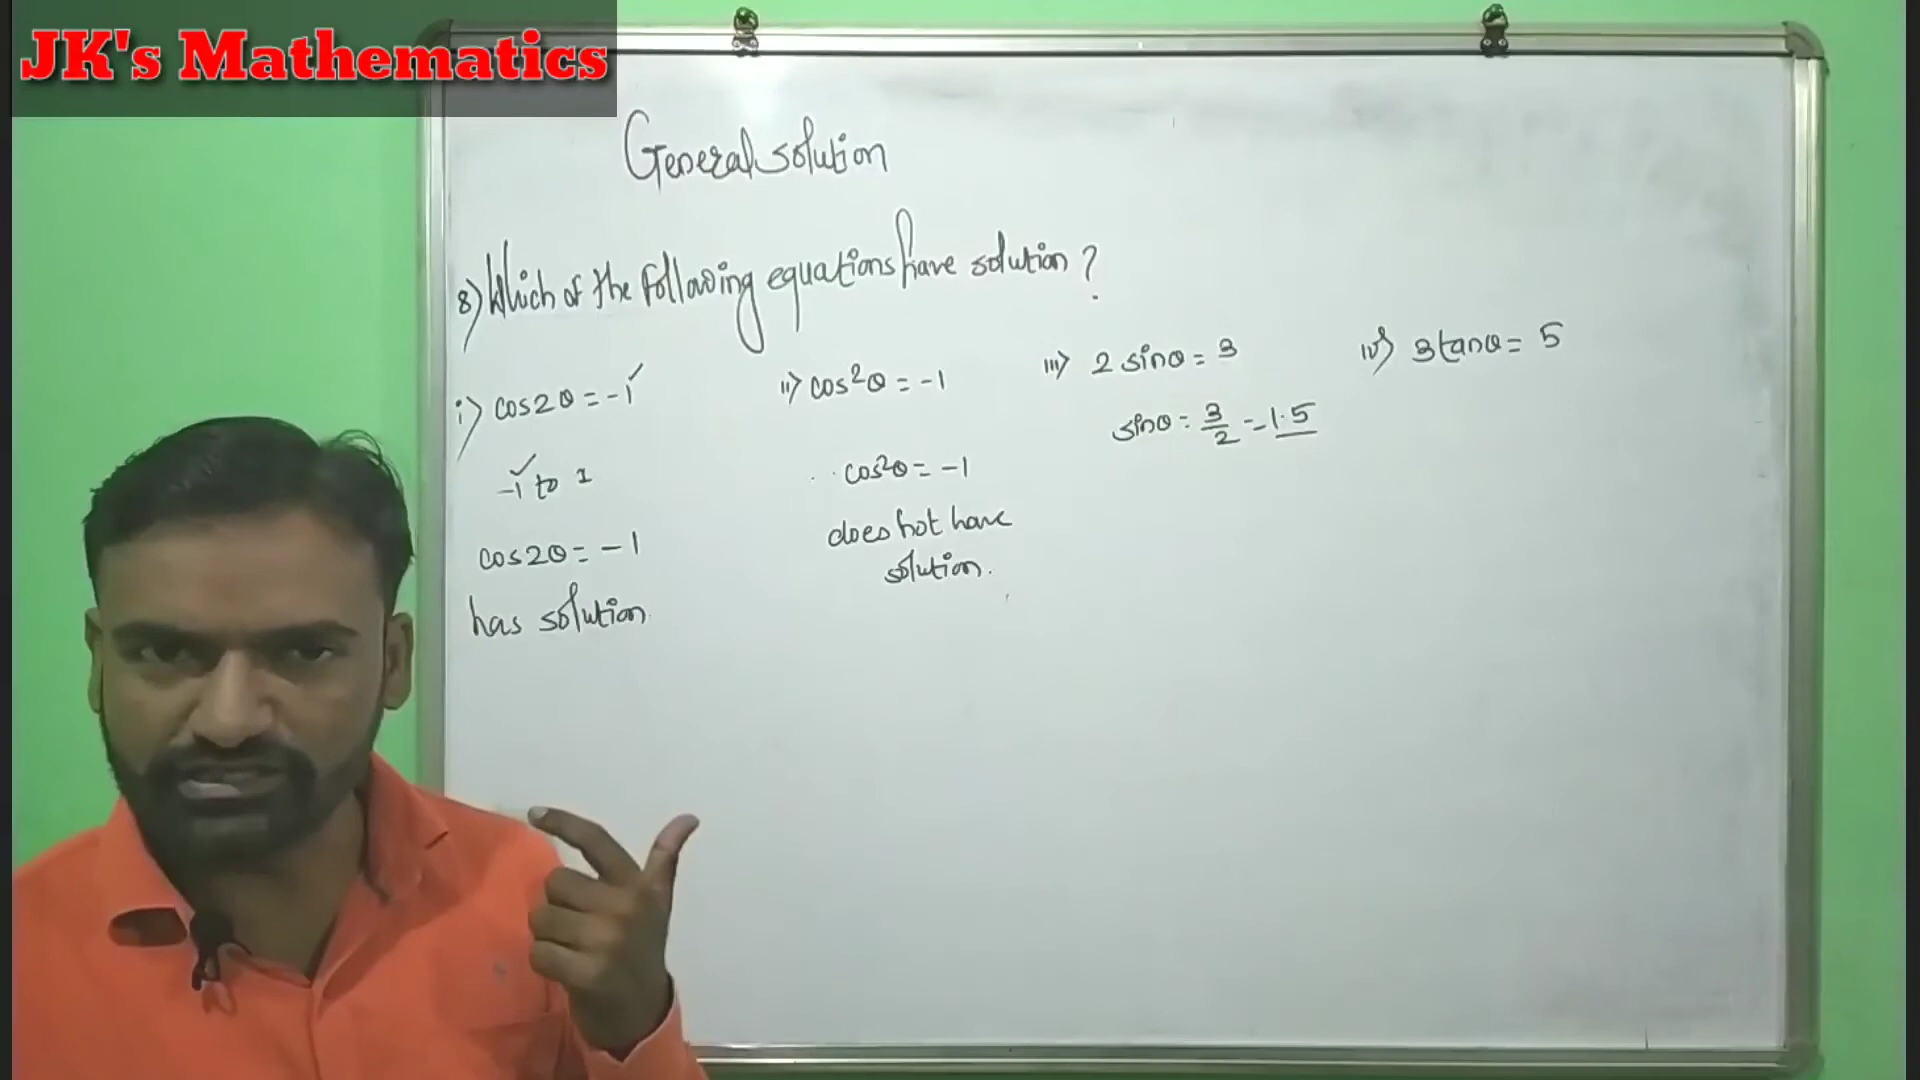 JK's Mathematics
General solution
8) Which of the following equations have solution?
i) cos2θ = -1 ✓
ii) cos²θ = -1
iii) 2 sinθ = 3
iv) 3tanθ = 5
sinθ = 3/2 = 1.5
-1 ✓ to 1
cos²θ = -1
does not have
solution.
cos2θ = -1
has solution.